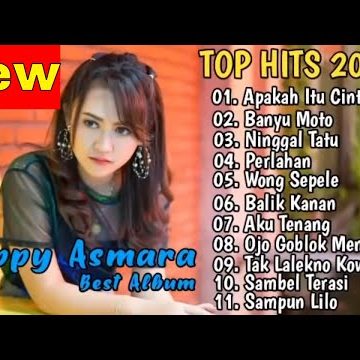 ew
TOP HITS 20
01. Apakah Itu Cint
02. Banyu Moto
03. Ninggal Tatu
04. Perlahan
05. Wong Sepele
06. Balik Kanan
07. Aku Tenang
08. Ojo Goblok Men
09. Tak Lalekno Kow
10. Sambel Terasi
11. Sampun Lilo
ppy Asmara
Best Album